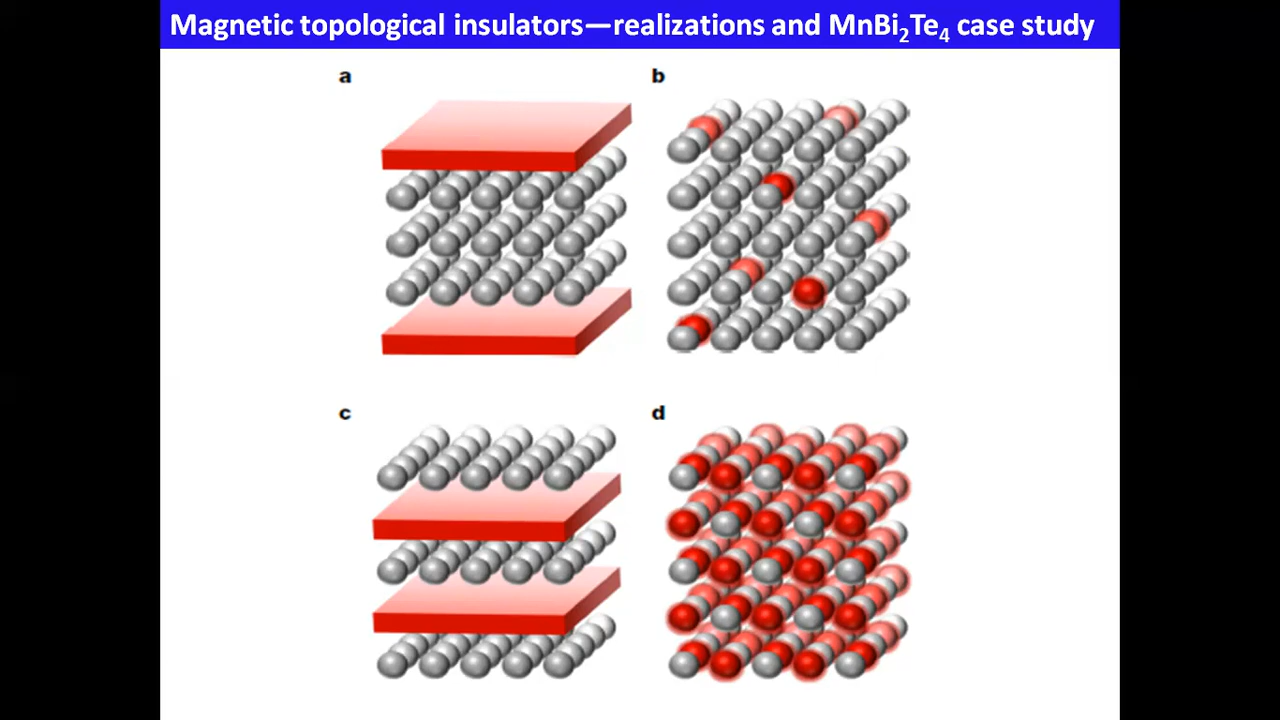 Magnetic topological insulators—realizations and MnBi₂Te₄ case study
a
b
c
d